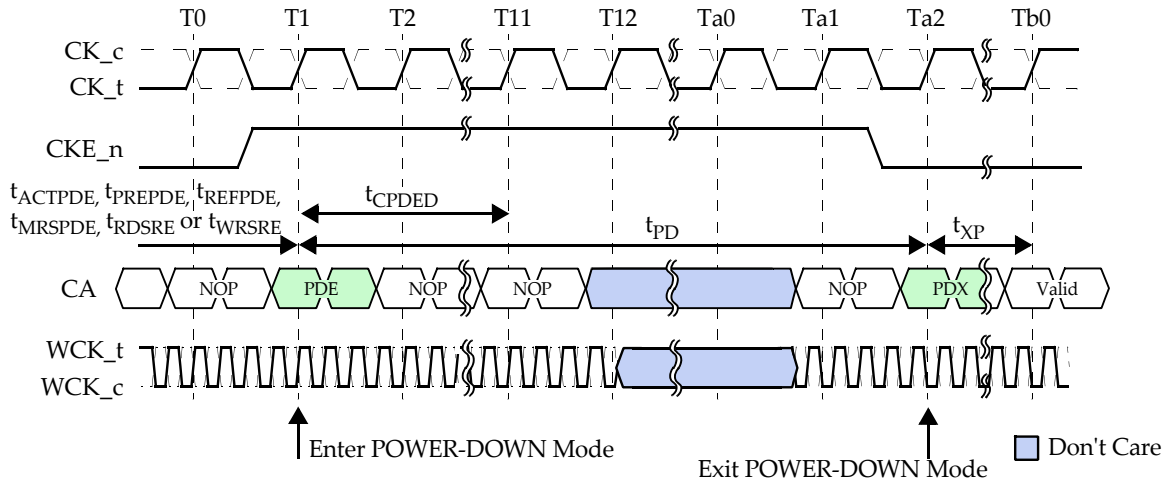 T0 T1 T2 T11 T12 Ta0 Ta1 Ta2 Tb0
CK_c
CK_t
CKE_n
tACTPDE, tPREPDE, tREFPDE,
tMRSPDE, tRDSRE or tWRSRE
tCPDED
tPD
tXP
CA NOP PDE NOP NOP NOP PDX Valid
WCK_t
WCK_c
Enter POWER-DOWN Mode
Exit POWER-DOWN Mode
Don't Care